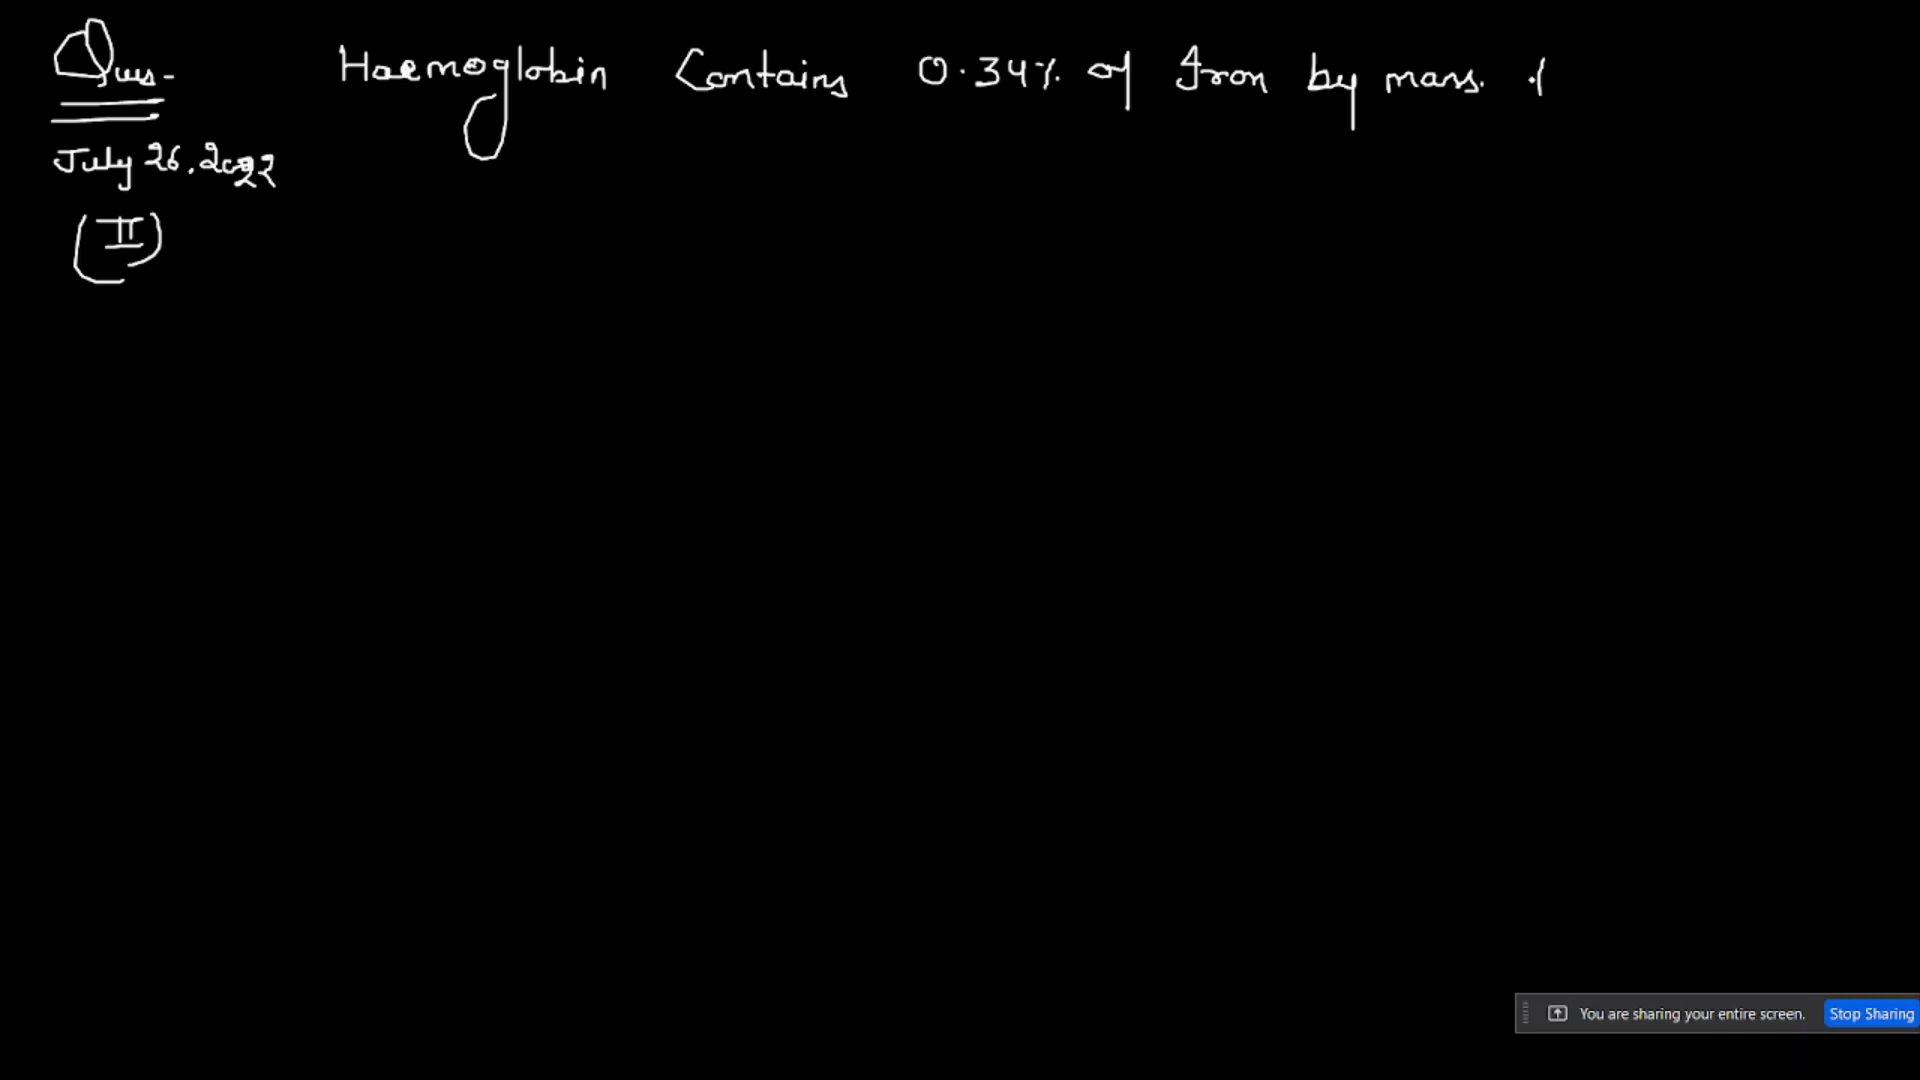 Ques- Haemoglobin Contains 0.34% of Iron by mass.
July 26, 2022
(II)
You are sharing your entire screen. Stop Sharing